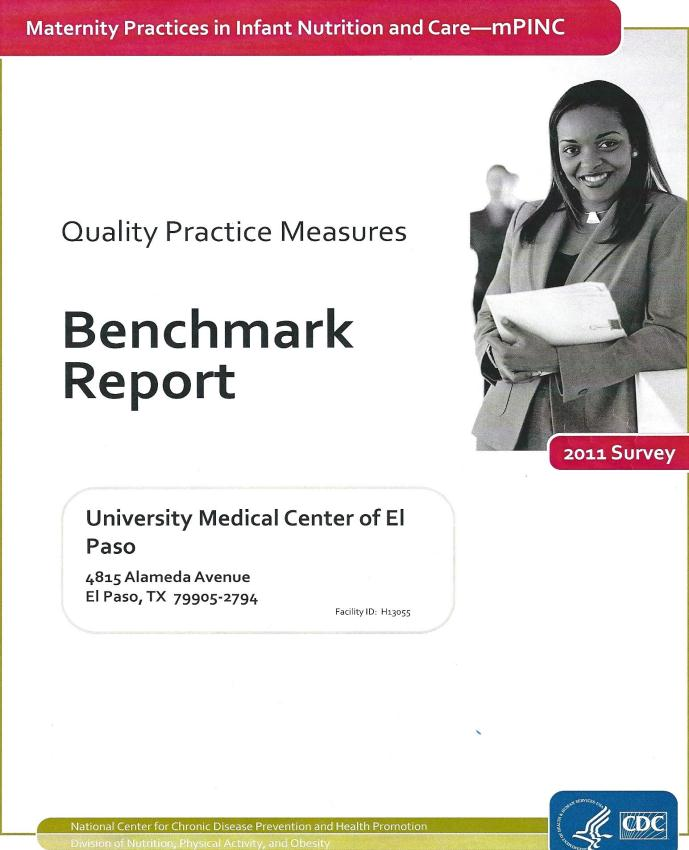 Maternity Practices in Infant Nutrition and Care—mPINC
Quality Practice Measures
Benchmark
Report
2011 Survey
University Medical Center of El
Paso
4815 Alameda Avenue
El Paso, TX 79905-2794
Facility ID: H13055
National Center for Chronic Disease Prevention and Health Promotion
Division of Nutrition, Physical Activity, and Obesity
CDC